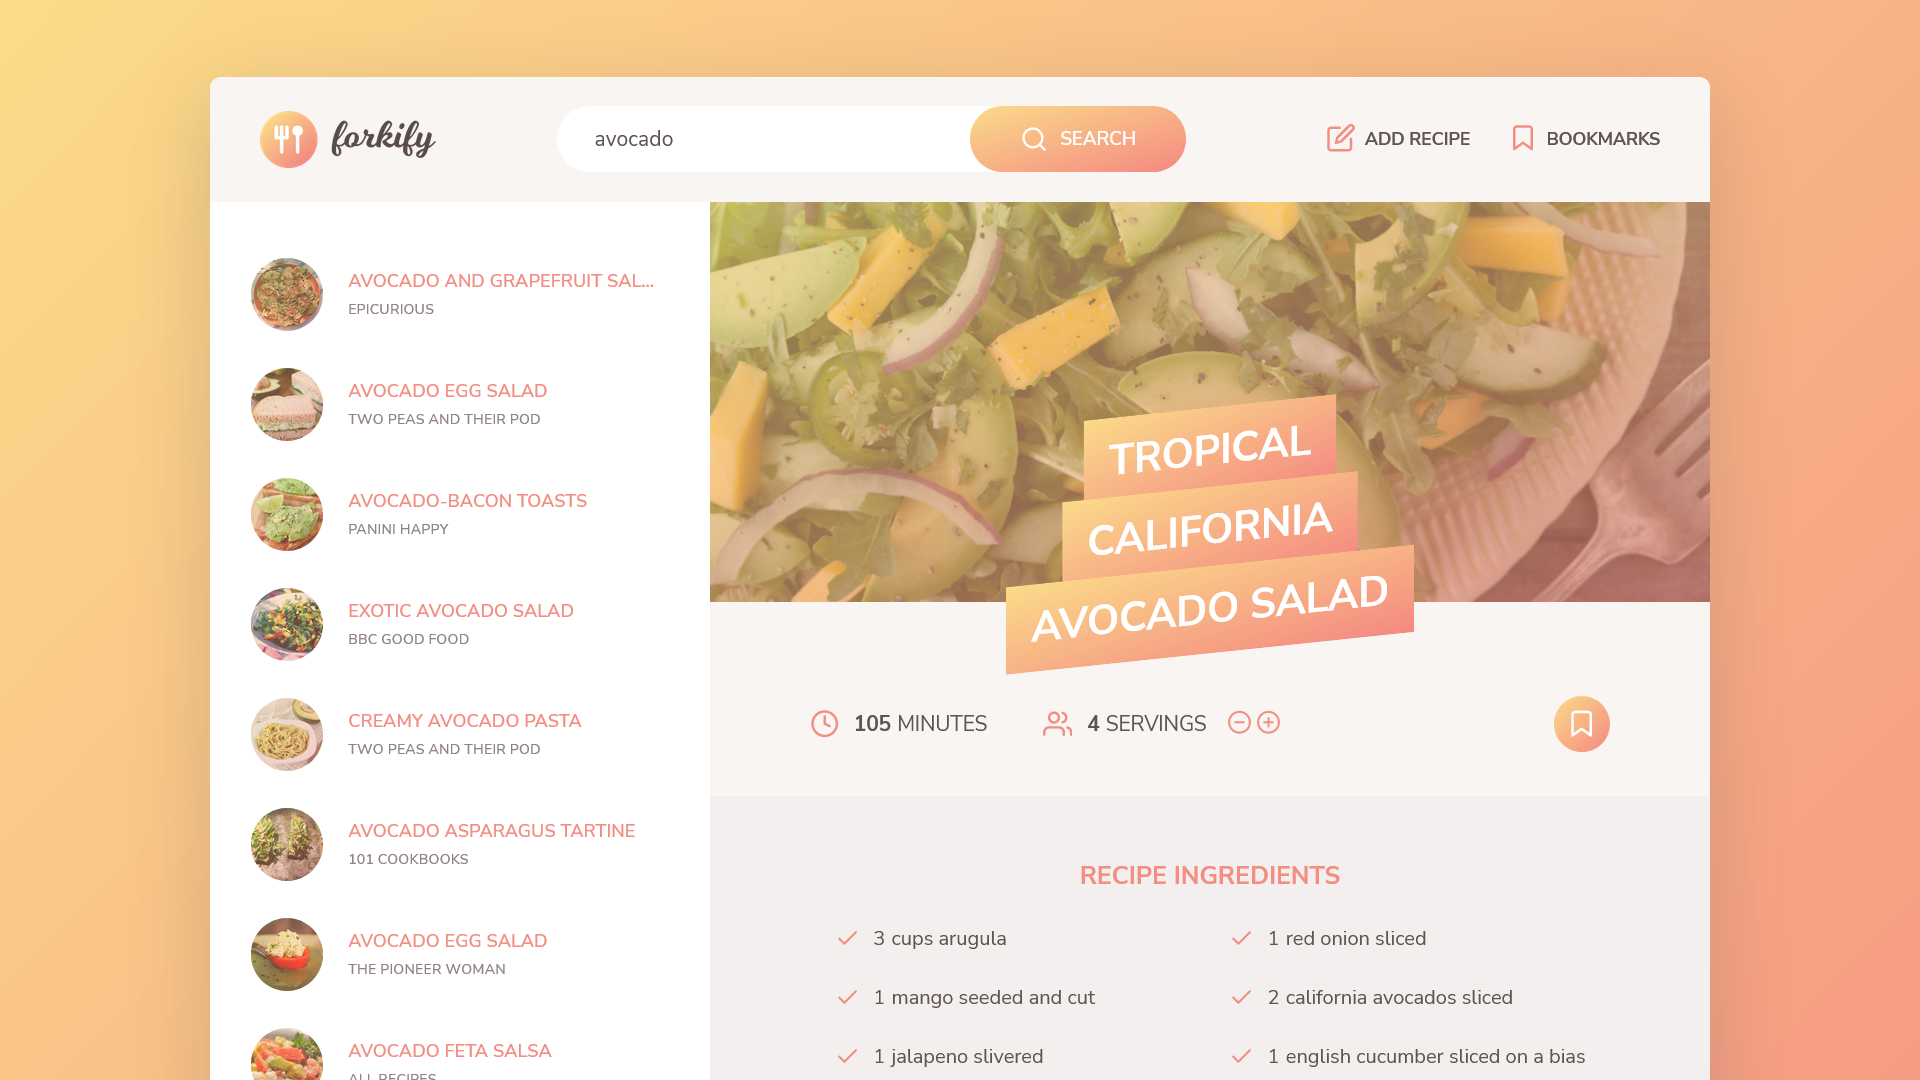 forkify
avocado
SEARCH
ADD RECIPE
BOOKMARKS
AVOCADO AND GRAPEFRUIT SAL...
EPICURIOUS
AVOCADO EGG SALAD
TWO PEAS AND THEIR POD
AVOCADO-BACON TOASTS
PANINI HAPPY
EXOTIC AVOCADO SALAD
BBC GOOD FOOD
CREAMY AVOCADO PASTA
TWO PEAS AND THEIR POD
AVOCADO ASPARAGUS TARTINE
101 COOKBOOKS
AVOCADO EGG SALAD
THE PIONEER WOMAN
AVOCADO FETA SALSA
ALL RECIPES
TROPICAL
CALIFORNIA
AVOCADO SALAD
105 MINUTES
4 SERVINGS
RECIPE INGREDIENTS
3 cups arugula
1 red onion sliced
1 mango seeded and cut
2 california avocados sliced
1 jalapeno slivered
1 english cucumber sliced on a bias